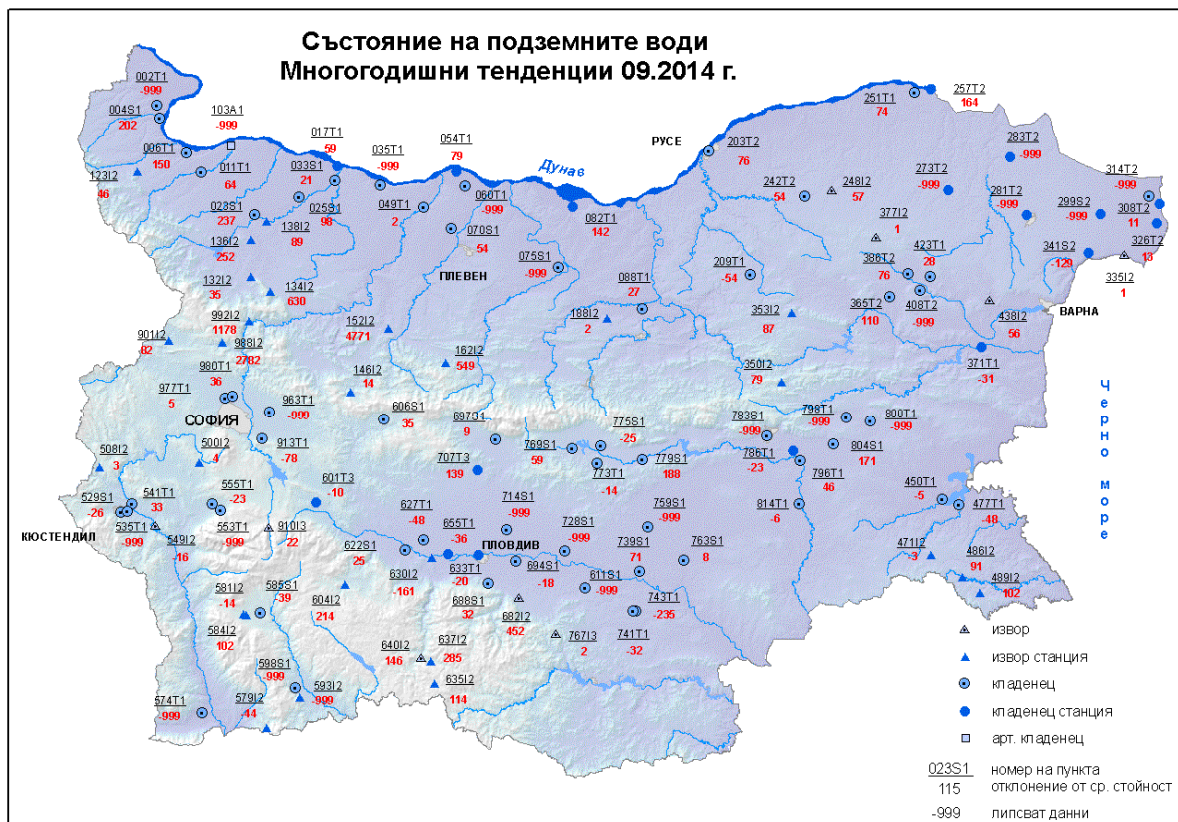 Състояние на подземните води
Многогодишни тенденции 09.2014 г.
002T1
-999
004S1
202
103A1
-999
086T1
150
011T1
64
123I2
46
017T1
59
033S1
21
035T1
-999
054T1
79
Дунав
РУСЕ
203T2
76
251T1
74
257T2
164
283T2
-999
273T2
-999
281T2
-999
299S2
-999
314T2
-999
308T2
11
326T2
13
335I2
1
341S2
-129
242T2
54
248I2
57
377I2
1
423T1
28
386T2
76
365T2
110
408T2
-999
438I2
56
ВАРНА
371T1
-31
023S1
237
025S1
98
138I2
89
136I2
252
049T1
2
060T1
-999
070S1
54
082T1
142
ПЛЕВЕН
075S1
-999
088T1
27
209T1
-54
132I2
35
134I2
630
992I2
1178
988I2
2782
901I2
82
152I2
4771
188I2
2
353I2
87
162I2
549
350I2
79
146I2
14
980T1
36
977T1
5
СОФИЯ
963T1
-999
606S1
35
697S1
9
775S1
-25
783S1
-999
798T1
-999
800T1
-999
804S1
171
508I2
3
500I2
4
913T1
-78
707T3
139
769S1
59
773T1
-14
779S1
188
786T1
-23
796T1
46
529S1
-26
541T1
33
555T1
-23
601T3
-10
627T1
-48
714S1
-999
759S1
-999
814T1
-6
450T1
-5
477T1
-48
КЮСТЕНДИЛ
535T1
-999
549I2
16
553T1
-999
910I3
22
655T1
-36
ПЛОВДИВ
728S1
-999
739S1
71
763S1
8
471I2
-3
486I2
91
489I2
102
622S1
25
630I2
-161
633T1
-20
694S1
-18
611S1
-999
581I2
-14
585S1
39
604I2
214
688S1
32
682I2
452
743T1
-235
741T1
-32
767I3
2
584I2
102
640I2
146
637I2
285
635I2
114
598S1
-999
593I2
-999
574T1
-999
579I2
-44
Черно море
извор
извор станция
кладенец
кладенец станция
арт. кладенец
023S1 номер на пункта
115 отклонение от ср. стойност
-999 липсват данни